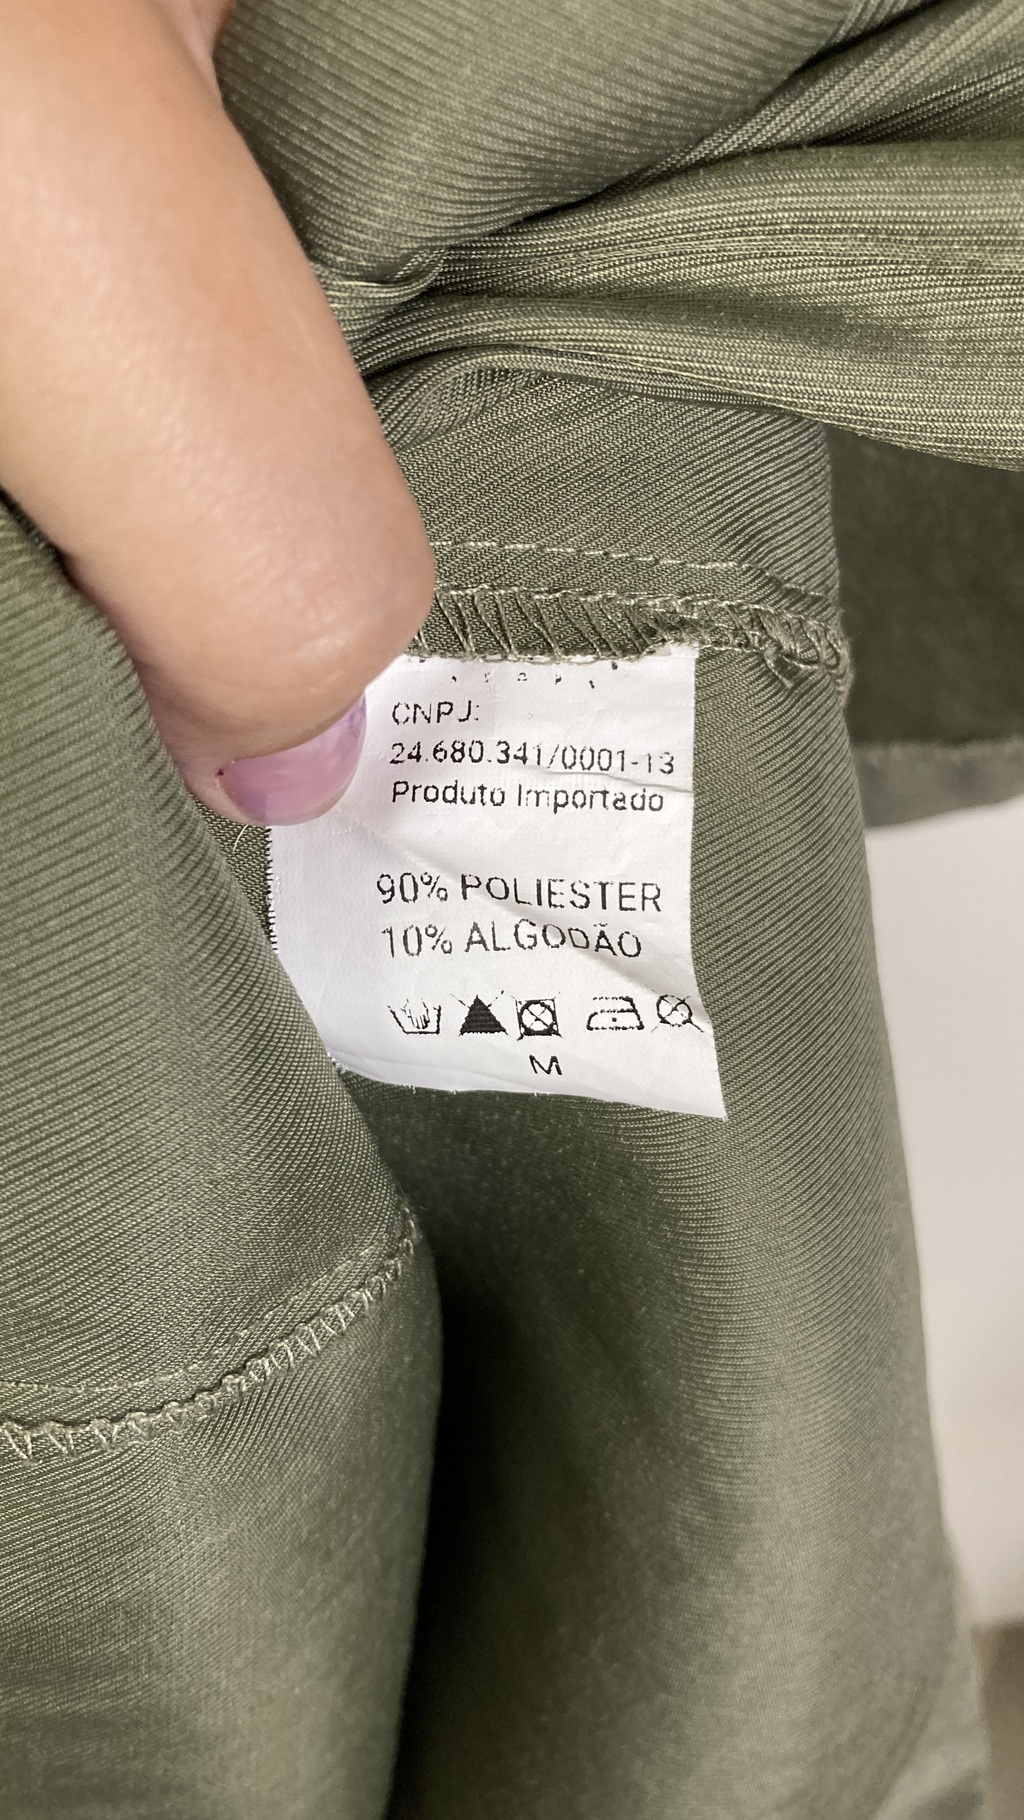 CNPJ:
24.680.341/0001-13
Produto Importado
90% POLIESTER
10% ALGODÃO
M